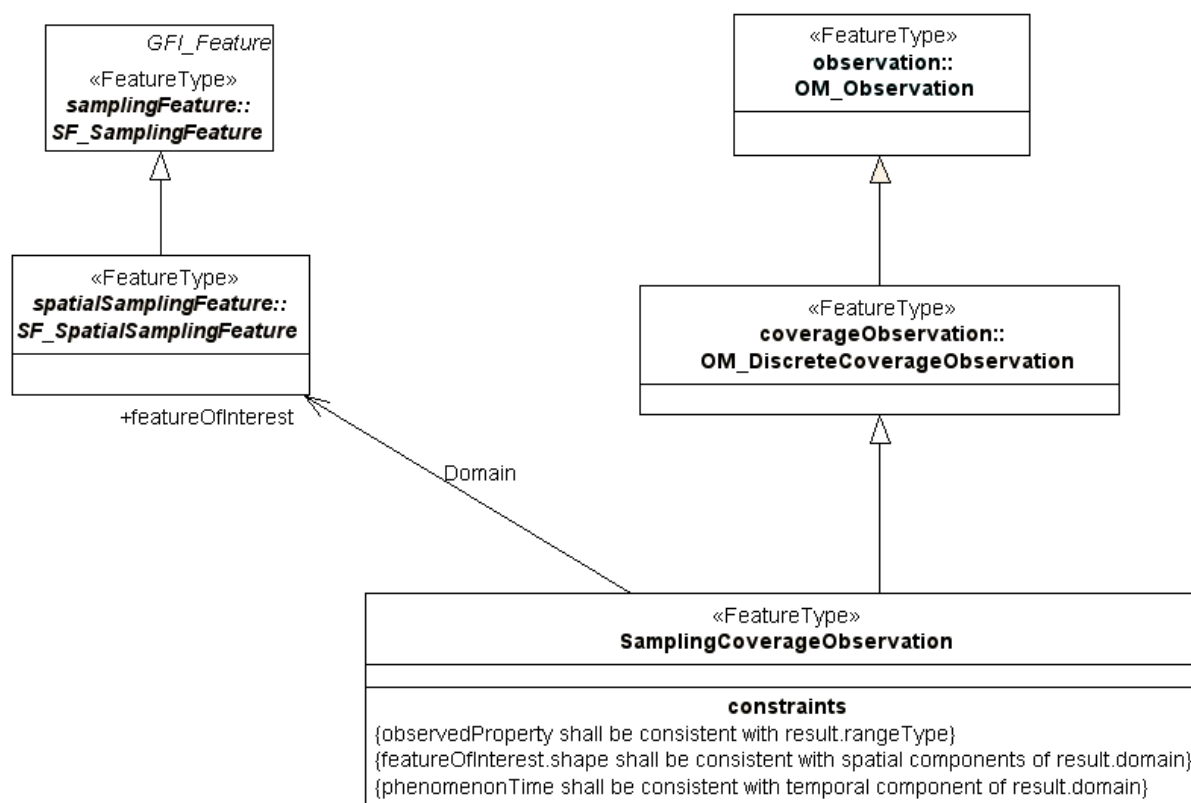 GFI_Feature
«FeatureType»
samplingFeature::
SF_SamplingFeature
«FeatureType»
observation::
OM_Observation
«FeatureType»
spatialSamplingFeature::
SF_SpatialSamplingFeature
«FeatureType»
coverageObservation::
OM_DiscreteCoverageObservation
+featureOfInterest
Domain
«FeatureType»
SamplingCoverageObservation
constraints
{observedProperty shall be consistent with result.rangeType}
{featureOfInterest.shape shall be consistent with spatial components of result.domain}
{phenomenonTime shall be consistent with temporal component of result.domain}